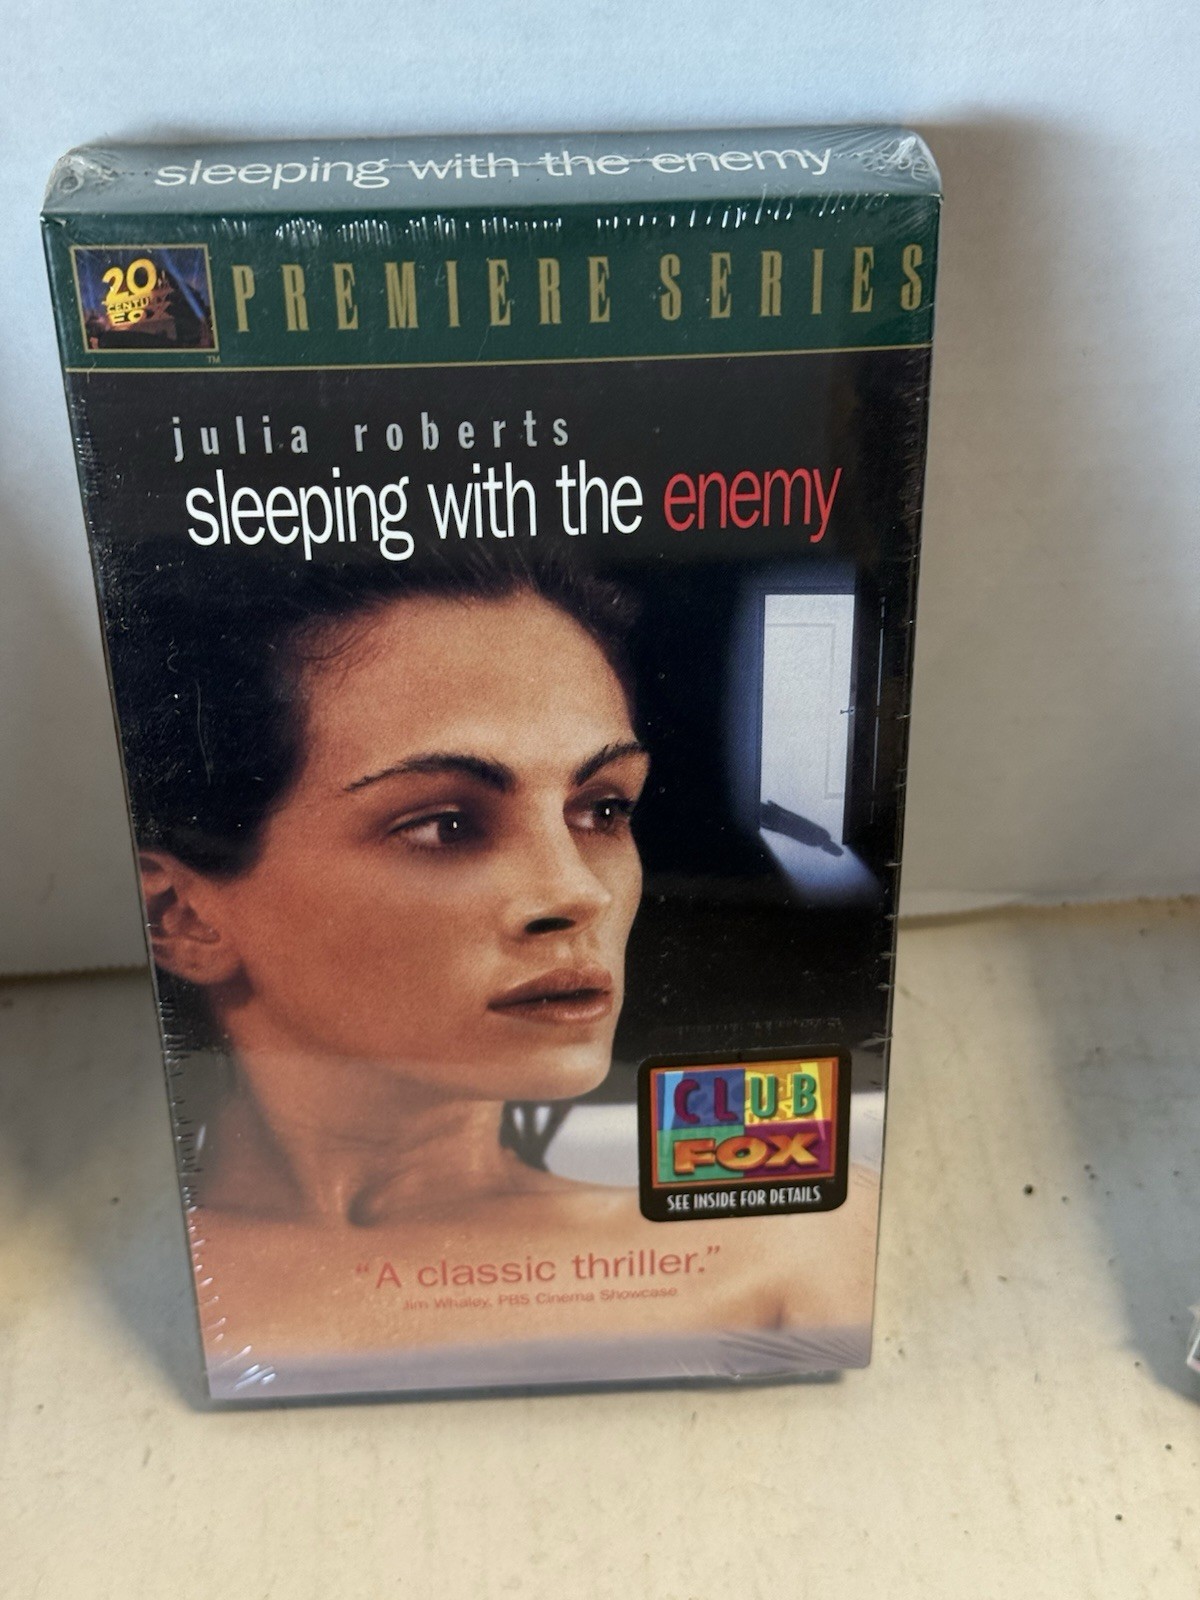 sleeping with the enemy
20
CENTURY
FOX
TM
PREMIERE SERIES
julia roberts
sleeping with the enemy
CLUB
FOX
SEE INSIDE FOR DETAILS
“A classic thriller.”
Jim Whaley, PBS Cinema Showcase